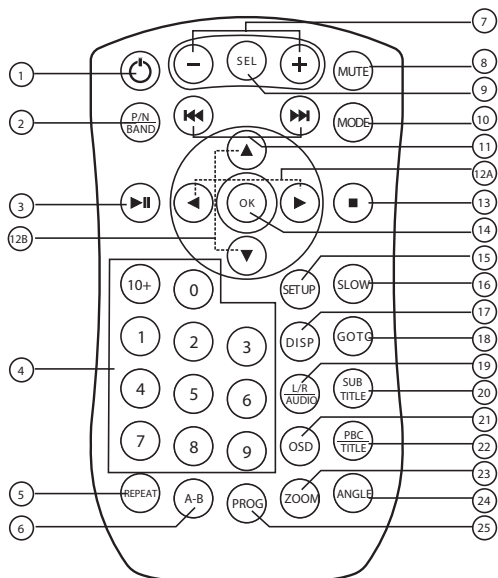 7
1
SEL
MUTE
8
9
2
P/N
BAND
MODE
10
11
12A
3
OK
13
12B
14
15
10+
0
SETUP
SLOW
16
17
1
2
3
DISP
GOTO
18
4
19
4
5
6
L/R
AUDIO
SUB
TITLE
20
21
7
8
9
OSD
PBC
TITLE
22
23
5
REPEAT
A-B
PROG
ZOOM
ANGLE
24
6
25